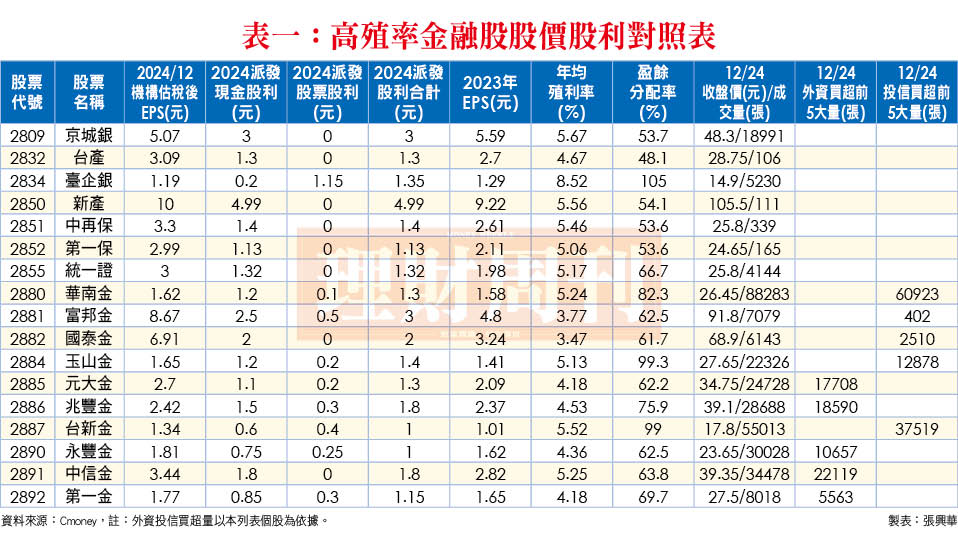 表一：高殖率金融股股價股利對照表
股票代號 股票名稱 2024/12機構估稅後EPS(元) 2024派發現金股利(元) 2024派發股票股利(元) 2024派發股利合計(元) 2023年EPS(元) 年均殖利率(%) 盈餘分配率(%) 12/24收盤價(元)/成交量(張) 12/24外資買超前5大量(張) 12/24投信買超前5大量(張)
2809 京城銀 5.07 3 0 3 5.59 5.67 53.7 48.3/18991
2832 台產 3.09 1.3 0 1.3 2.7 4.67 48.1 28.75/106
2834 臺企銀 1.19 0.2 1.15 1.35 1.29 8.52 105 14.9/5230
2850 新產 10 4.99 0 4.99 9.22 5.56 54.1 105.5/111
2851 中再保 3.3 1.4 0 1.4 2.61 5.46 53.6 25.8/339
2852 第一保 2.99 1.13 0 1.13 2.11 5.06 53.6 24.65/165
2855 統一證 3 1.32 0 1.32 1.98 5.17 66.7 25.8/4144
2880 華南金 1.62 1.2 0.1 1.3 1.58 5.24 82.3 26.45/88283 60923
2881 富邦金 8.67 2.5 0.5 3 4.8 3.77 62.5 91.8/7079 402
2882 國泰金 6.91 2 0 2 3.24 3.47 61.7 68.9/6143 2510
2884 玉山金 1.65 1.2 0.2 1.4 1.41 5.13 99.3 27.65/22326 12878
2885 元大金 2.7 1.1 0.2 1.3 2.09 4.18 62.2 34.75/24728 17708
2886 兆豐金 2.42 1.5 0.3 1.8 2.37 4.53 75.9 39.1/28688 18590
2887 台新金 1.34 0.6 0.4 1 1.01 5.52 99 17.8/55013 37519
2890 永豐金 1.81 0.75 0.25 1 1.62 4.36 62.5 23.65/30028 10657
2891 中信金 3.44 1.8 0 1.8 2.82 5.25 63.8 39.35/34478 22119
2892 第一金 1.77 0.85 0.3 1.15 1.65 4.18 69.7 27.5/8018 5563
理財周刊
資料來源：Cmoney，註：外資投信買超量以本列表個股為依據。 製表：張興華